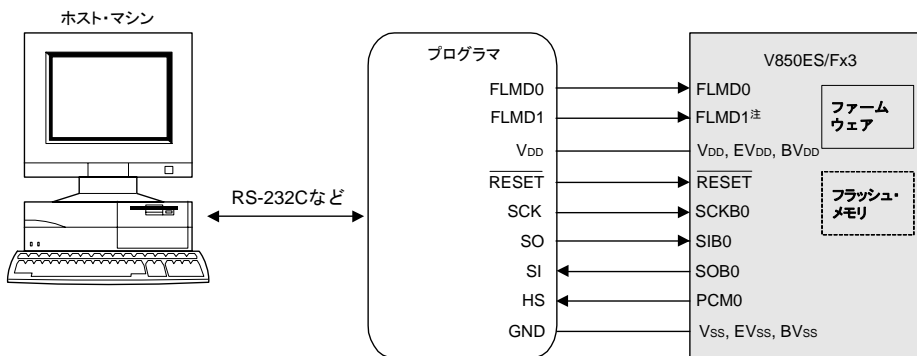 ホスト・マシン
RS-232Cなど
プログラマ
FLMD0
FLMD1
VDD
RESET
SCK
SO
SI
HS
GND
V850ES/Fx3
FLMD0
FLMD1注
VDD, EVDD, BVDD
RESET
SCKB0
SIB0
SOB0
PCM0
VSS, EVSS, BVSS
ファーム
ウェア
フラッシュ・
メモリ